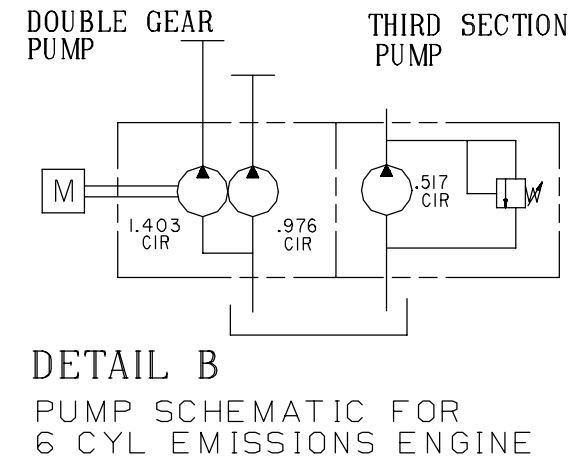 DOUBLE GEAR
PUMP
THIRD SECTION
PUMP
M
1.403
CIR
.976
CIR
.517
CIR
DETAIL B
PUMP SCHEMATIC FOR
6 CYL EMISSIONS ENGINE